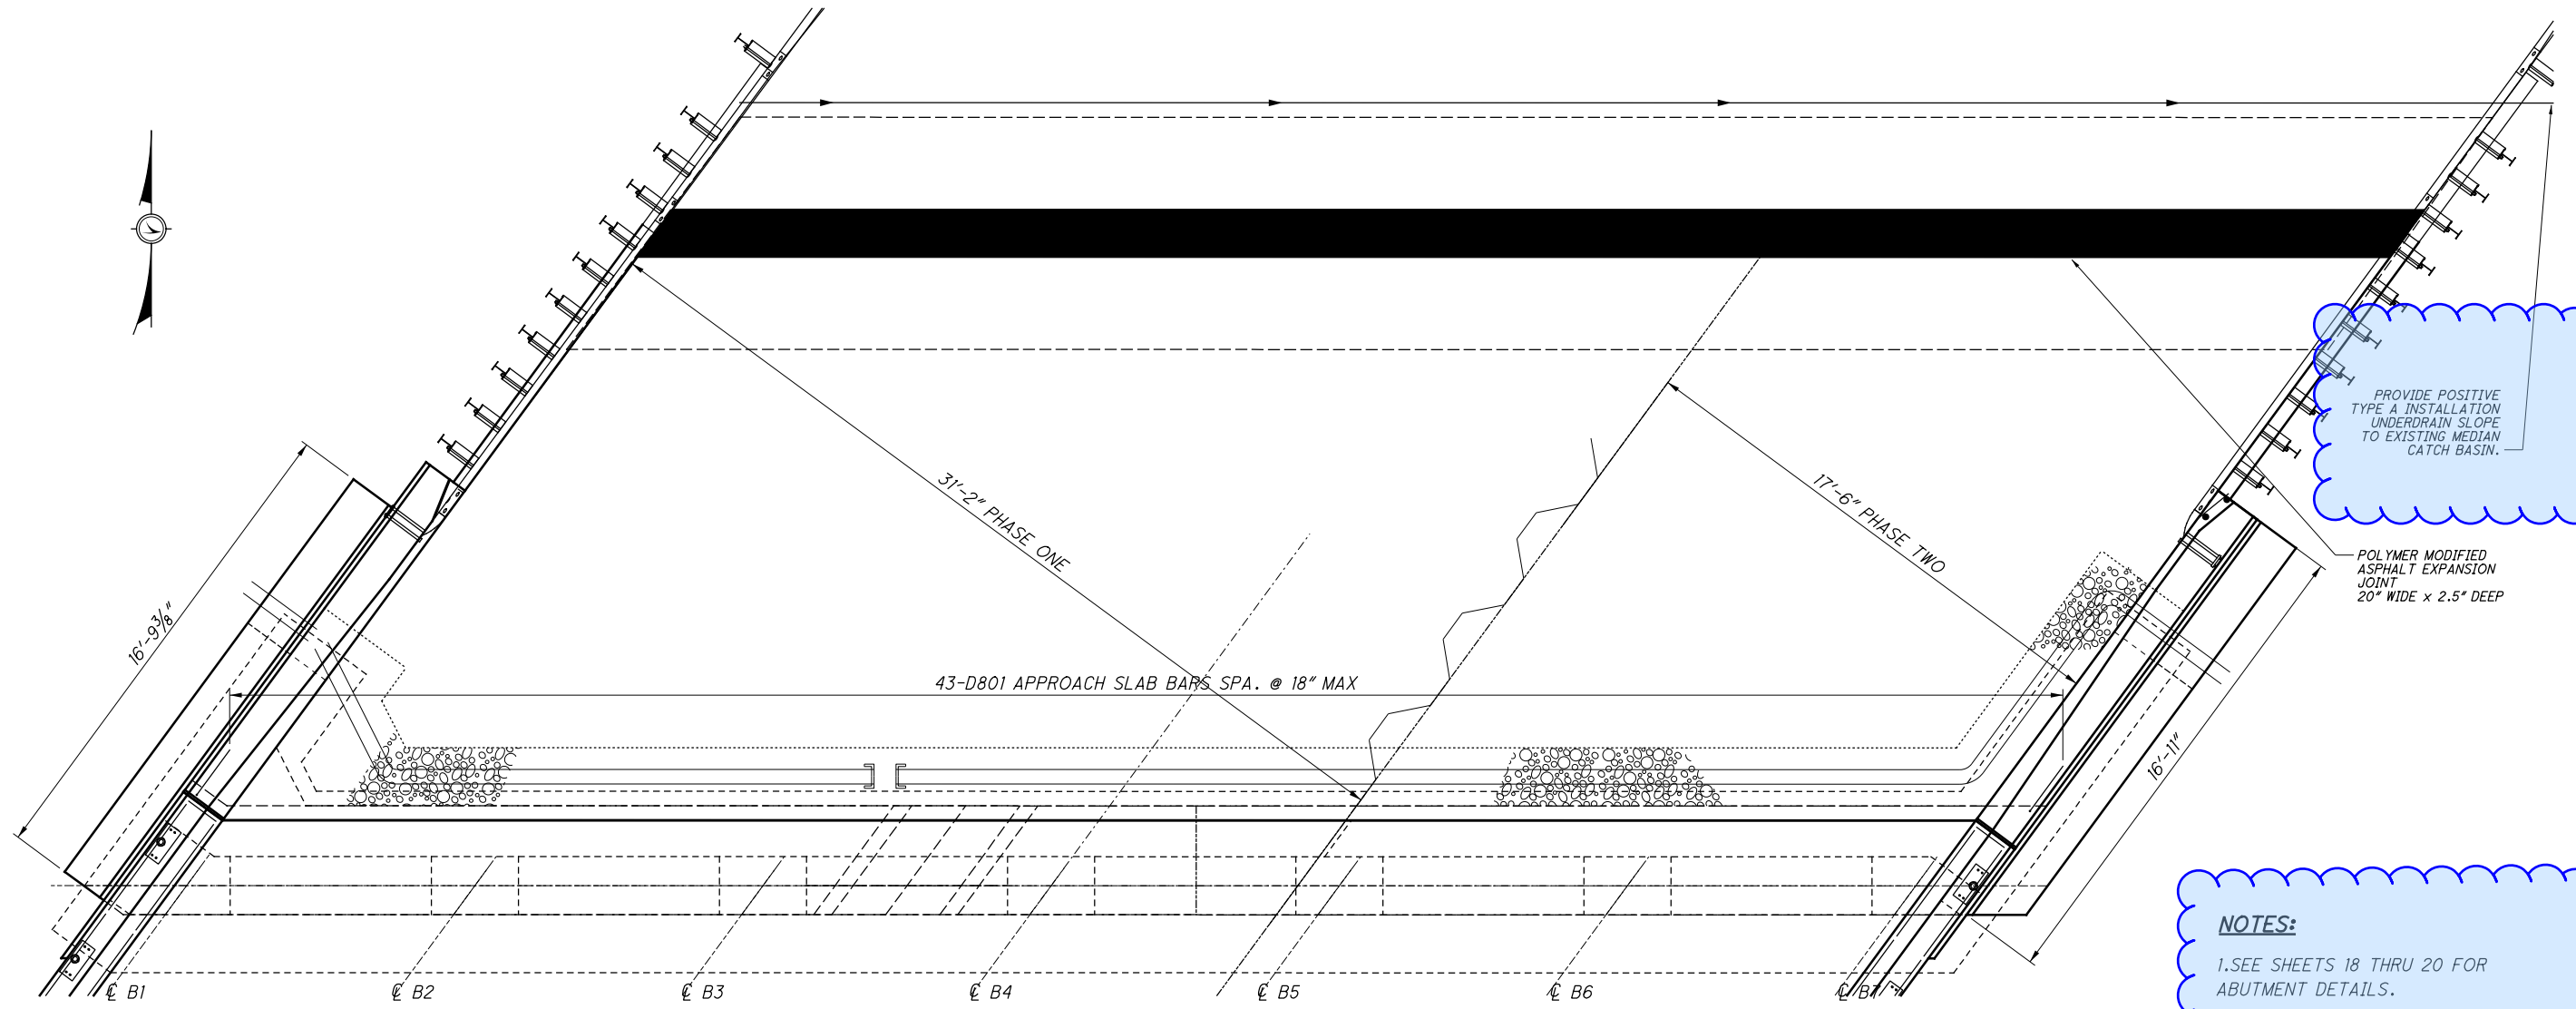 PROVIDE POSITIVE
TYPE A INSTALLATION
UNDERDRAIN SLOPE
TO EXISTING MEDIAN
CATCH BASIN.
31'-2" PHASE ONE
17'-6" PHASE TWO
POLYMER MODIFIED
ASPHALT EXPANSION
JOINT
20" WIDE x 2.5" DEEP
16'-9⅜"
43-D801 APPROACH SLAB BARS SPA. @ 18" MAX
16'-11"
NOTES:
1.SEE SHEETS 18 THRU 20 FOR
ABUTMENT DETAILS.
℄ B1
℄ B2
℄ B3
℄ B4
℄ B5
℄ B6
℄ B7